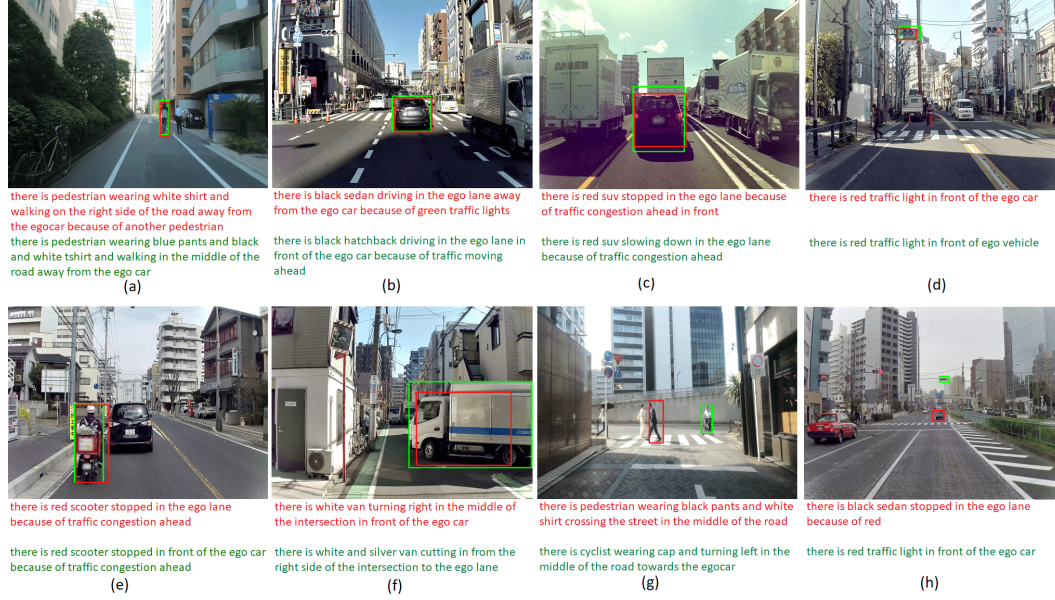 there is pedestrian wearing white shirt and
walking on the right side of the road away from
the egocar because of another pedestrian
there is pedestrian wearing blue pants and black
and white tshirt and walking in the middle of the
road away from the ego car
(a)
there is black sedan driving in the ego lane away
from the ego car because of green traffic lights
there is black hatchback driving in the ego lane in
front of the ego car because of traffic moving
ahead
(b)
there is red suv stopped in the ego lane because
of traffic congestion ahead in front
there is red suv slowing down in the ego lane
because of traffic congestion ahead
(c)
there is red traffic light in front of the ego car
there is red traffic light in front of ego vehicle
(d)
there is red scooter stopped in the ego lane
because of traffic congestion ahead
there is red scooter stopped in front of the ego car
because of traffic congestion ahead
(e)
there is white van turning right in the middle of
the intersection in front of the ego car
there is white and silver van cutting in from the
right side of the intersection to the ego lane
(f)
there is pedestrian wearing black pants and white
shirt crossing the street in the middle of the road
there is cyclist wearing cap and turning left in the
middle of the road towards the egocar
(g)
there is black sedan stopped in the ego lane
because of red
there is red traffic light in front of the ego car
(h)